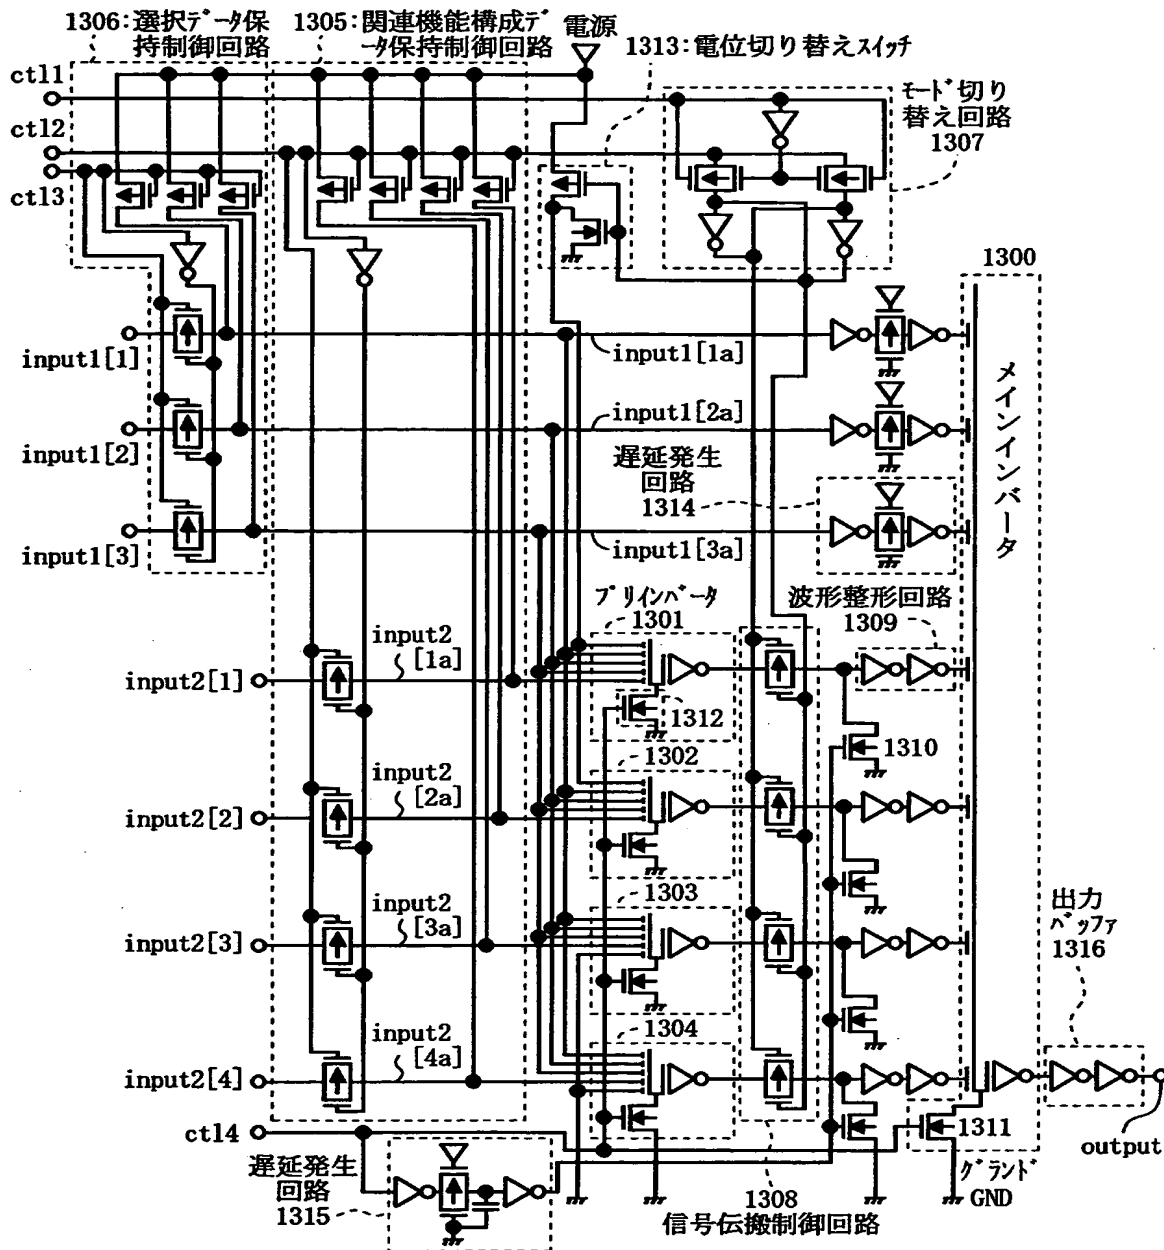 1306:選択ﾃﾞｰﾀ保
持制御回路
1305:関連機能構成ﾃﾞ
ｰﾀ保持制御回路
電源
1313:電位切り替えｽｲｯﾁ
ctl1
ctl2
ctl3
ﾓｰﾄﾞ切り
替え回路
1307
1300
メインインバータ
input1[1]
input1[1a]
input1[2]
input1[2a]
遅延発生
回路
1314
input1[3]
input1[3a]
ﾌﾟﾘｲﾝﾊﾞｰﾀ
1301
波形整形回路
1309
input2
[1a]
input2[1]
1312
1310
1302
input2
[2a]
input2[2]
1303
input2
[3a]
input2[3]
出力
ﾊﾞｯﾌｧ
1316
1304
input2
[4a]
input2[4]
ctl4
1311
output
遅延発生
回路
1315
1308
信号伝搬制御回路
ｸﾞﾗﾝﾄﾞ
GND